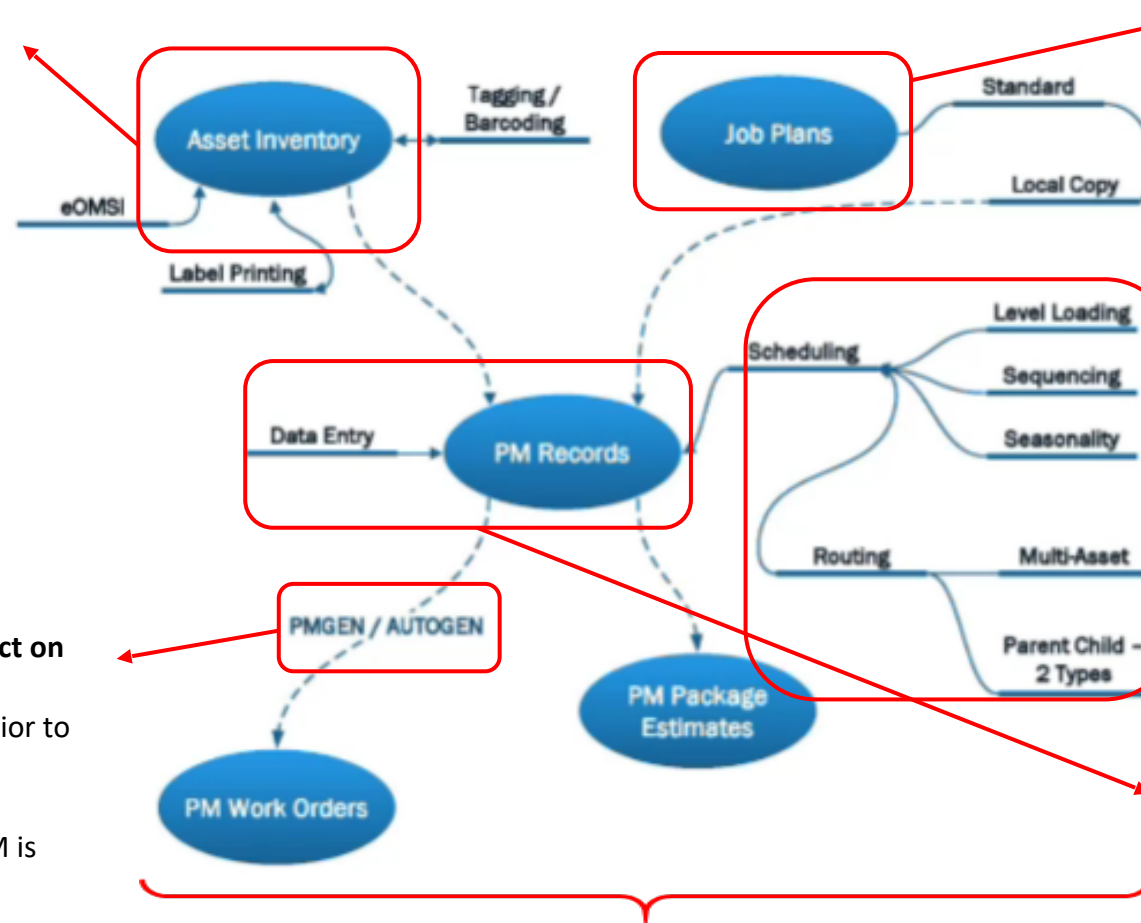 Tagging /
Barcoding
Standard
Asset Inventory
Job Plans
eOMSI
Local Copy
Label Printing
Level Loading
Scheduling
Sequencing
Data Entry
PM Records
Seasonality
Routing
Multi-Asset
PMGEN / AUTOGEN
ct on
Parent Child –
2 Types
PM Package
Estimates
ior to
PM Work Orders
M is